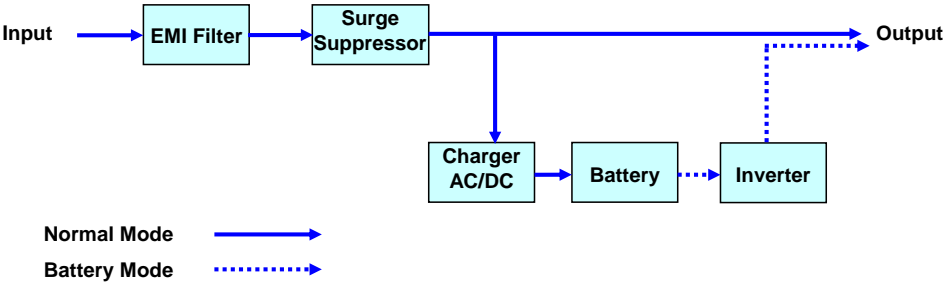 Input
EMI Filter
Surge
Suppressor
Output
Charger
AC/DC
Battery
Inverter
Normal Mode
Battery Mode